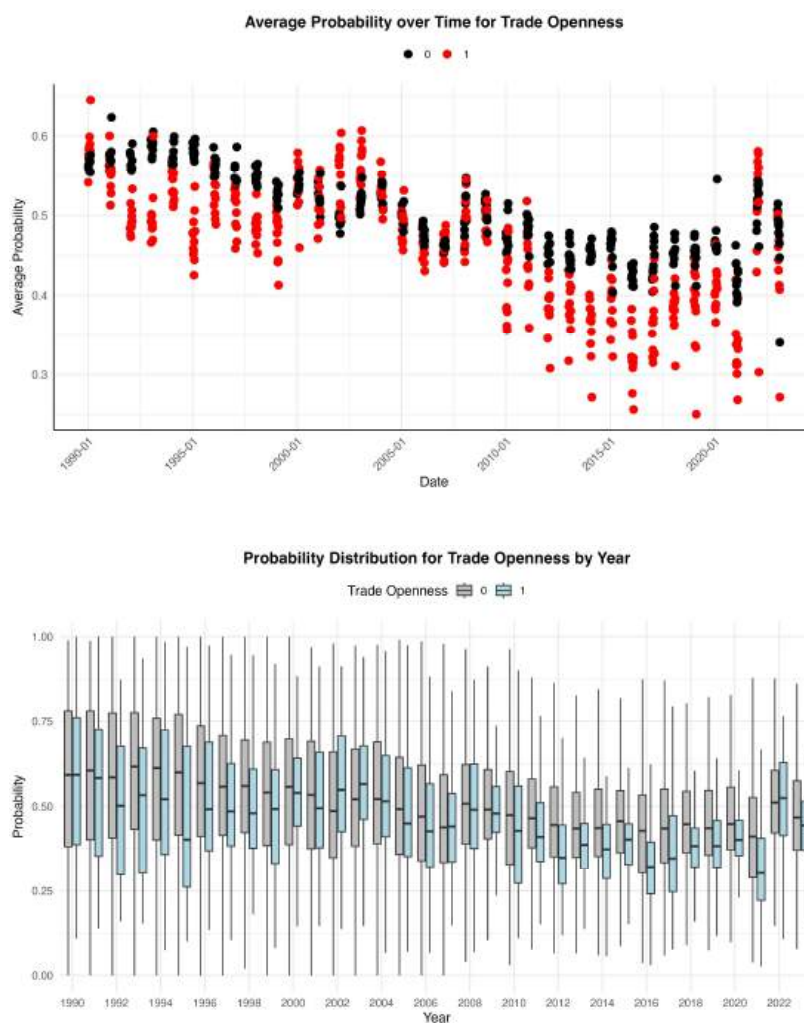 Average Probability over Time for Trade Openness
0 1
0.6
0.5
0.4
0.3
Average Probability
1990-01 1995-01 2000-01 2005-01 2010-01 2015-01 2020-01
Date
Probability Distribution for Trade Openness by Year
Trade Openness 0 1
1.00
0.75
0.50
0.25
0.00
Probability
1990 1992 1994 1996 1998 2000 2002 2004 2006 2008 2010 2012 2014 2016 2018 2020 2022
Year